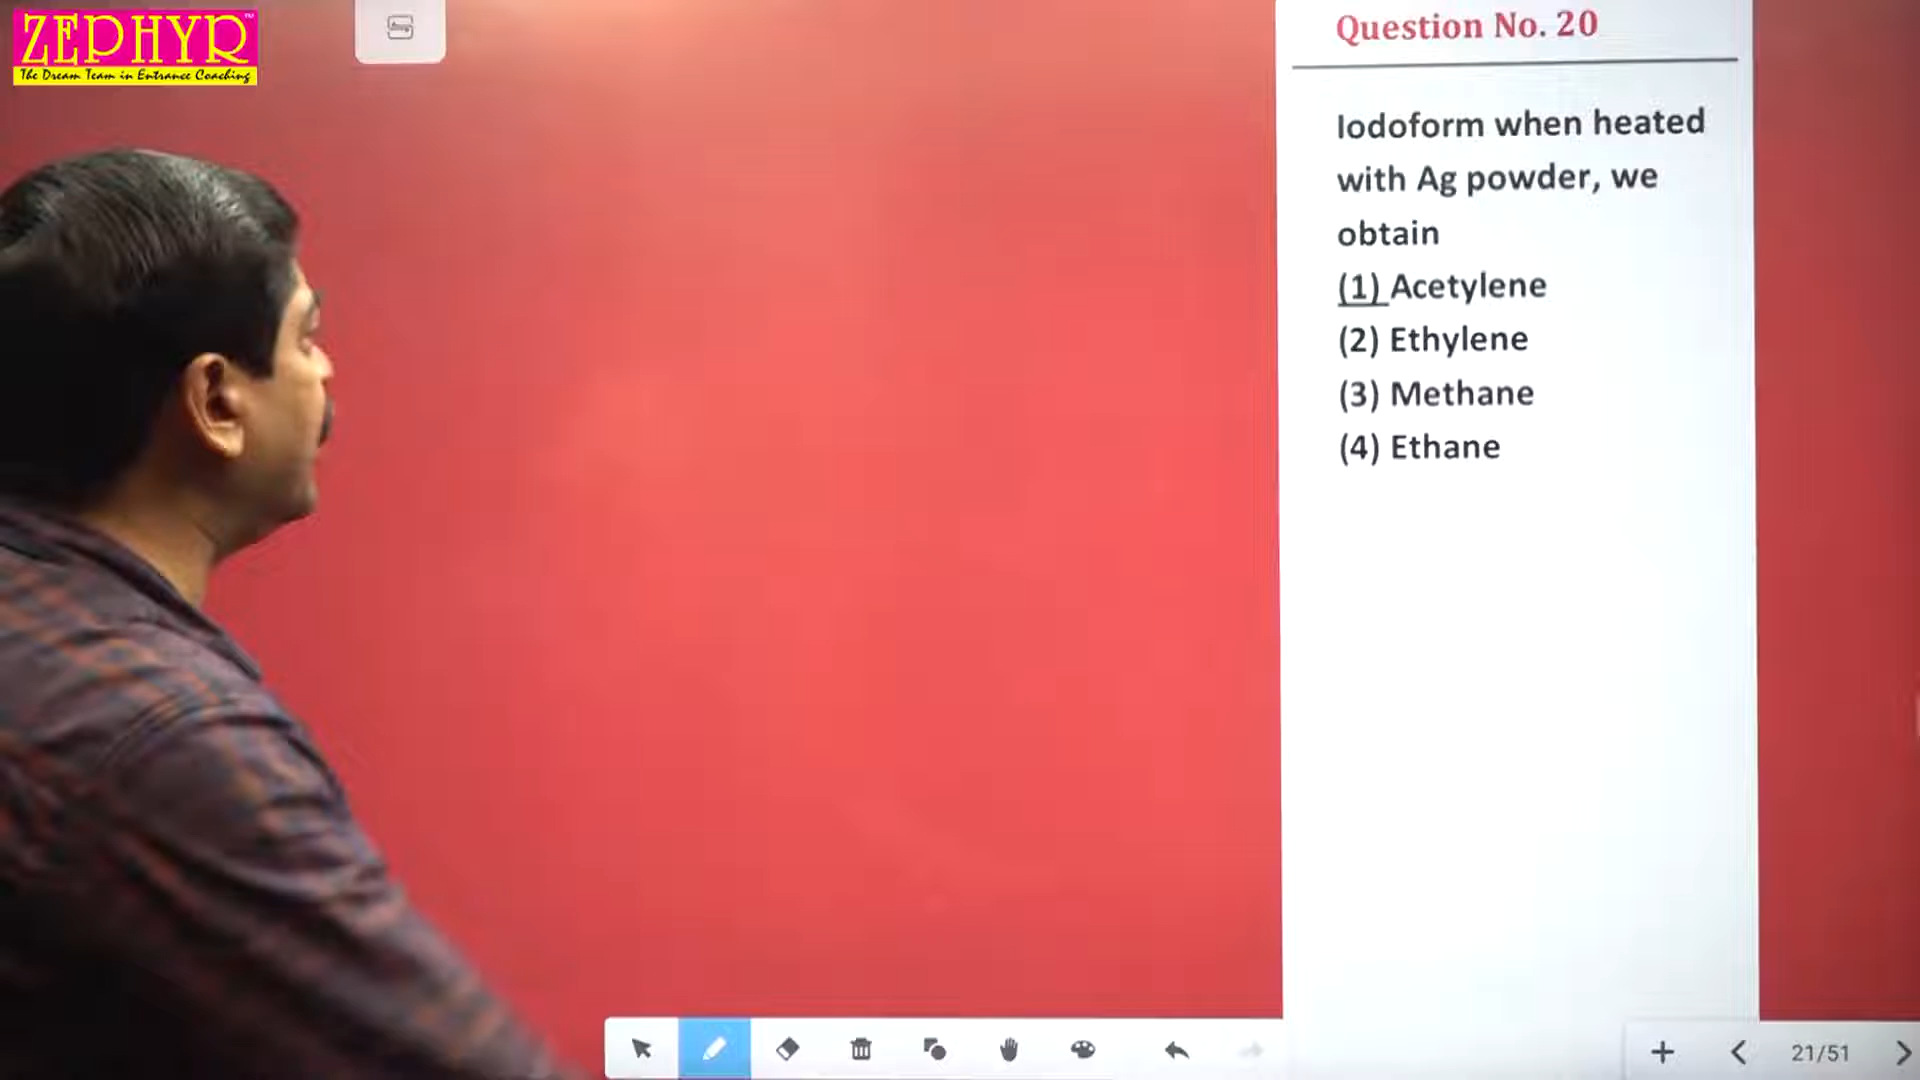 ZEPHYR™
The Dream Team in Entrance Coaching
Question No. 20
Iodoform when heated
with Ag powder, we
obtain
(1) Acetylene
(2) Ethylene
(3) Methane
(4) Ethane
21/51